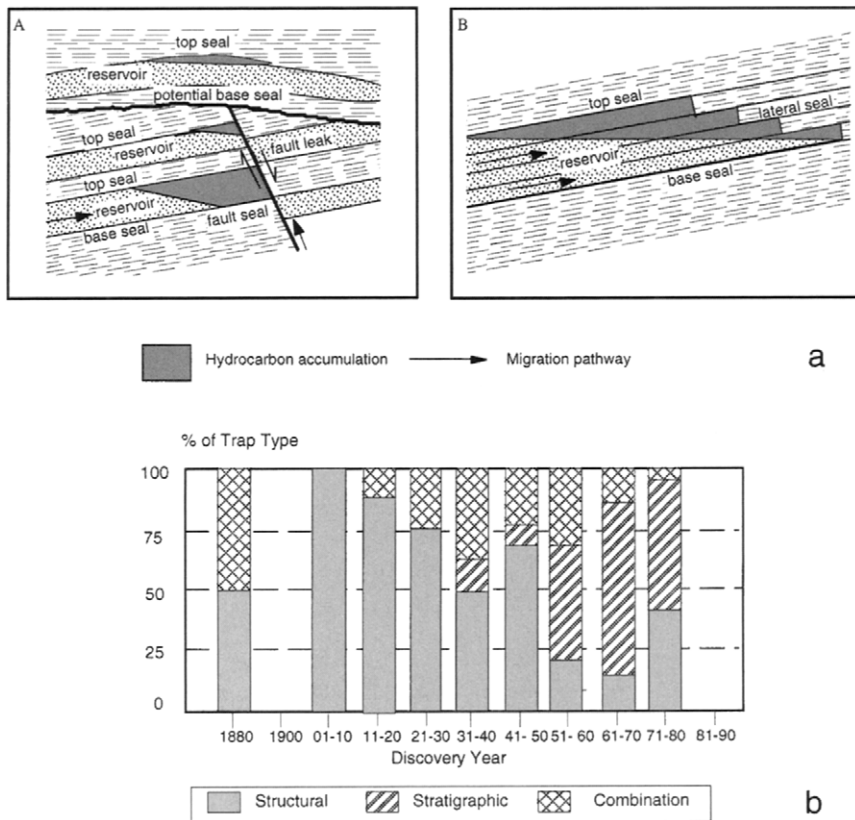 A
top seal
reservoir
potential base seal
top seal
reservoir
fault leak
top seal
reservoir
fault seal
base seal
B
top seal
lateral seal
reservoir
base seal
Hydrocarbon accumulation
Migration pathway
a
% of Trap Type
100
75
50
25
0
1880 1900 01-10 11-20 21-30 31-40 41- 50 51- 60 61-70 71-80 81-90
Discovery Year
Structural Stratigraphic Combination
b